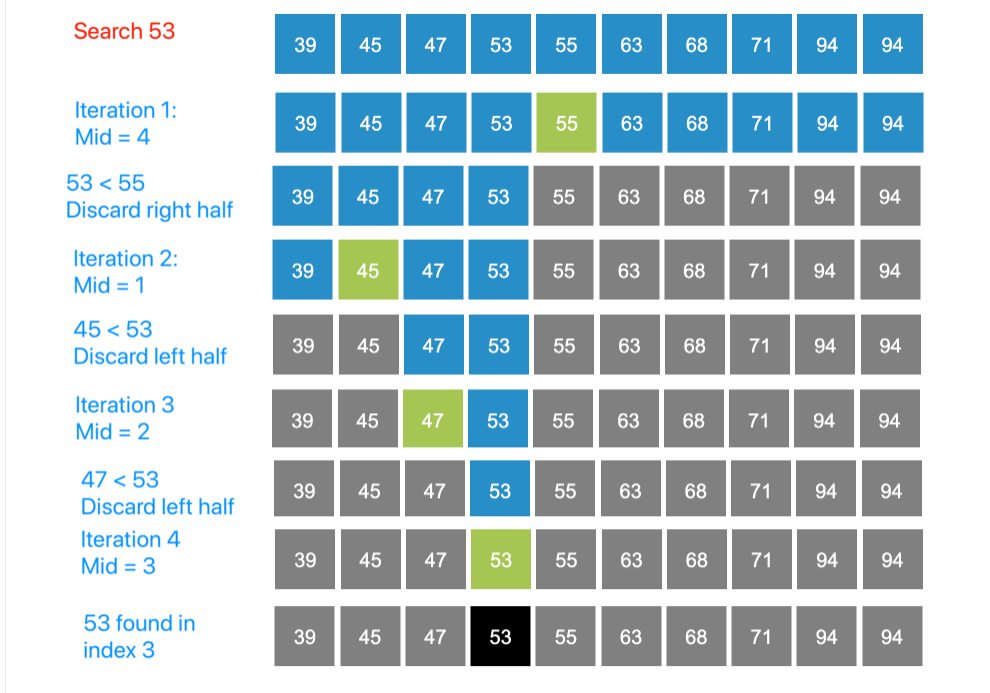 Search 53
39 45 47 53 55 63 68 71 94 94
Iteration 1:
Mid = 4
39 45 47 53 55 63 68 71 94 94
53 < 55
Discard right half
39 45 47 53 55 63 68 71 94 94
Iteration 2:
Mid = 1
39 45 47 53 55 63 68 71 94 94
45 < 53
Discard left half
39 45 47 53 55 63 68 71 94 94
Iteration 3
Mid = 2
39 45 47 53 55 63 68 71 94 94
47 < 53
Discard left half
39 45 47 53 55 63 68 71 94 94
Iteration 4
Mid = 3
39 45 47 53 55 63 68 71 94 94
53 found in
index 3
39 45 47 53 55 63 68 71 94 94